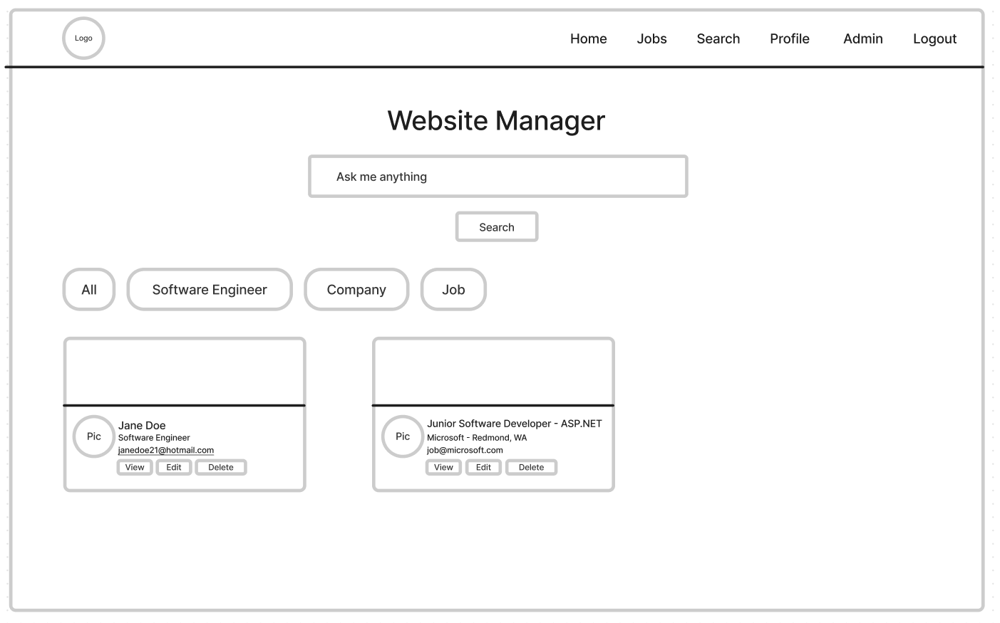 Logo
Home Jobs Search Profile Admin Logout
Website Manager
Ask me anything
Search
All Software Engineer Company Job
Pic
Jane Doe
Software Engineer
janedoe21@hotmail.com
View Edit Delete
Pic
Junior Software Developer - ASP.NET
Microsoft - Redmond, WA
job@microsoft.com
View Edit Delete